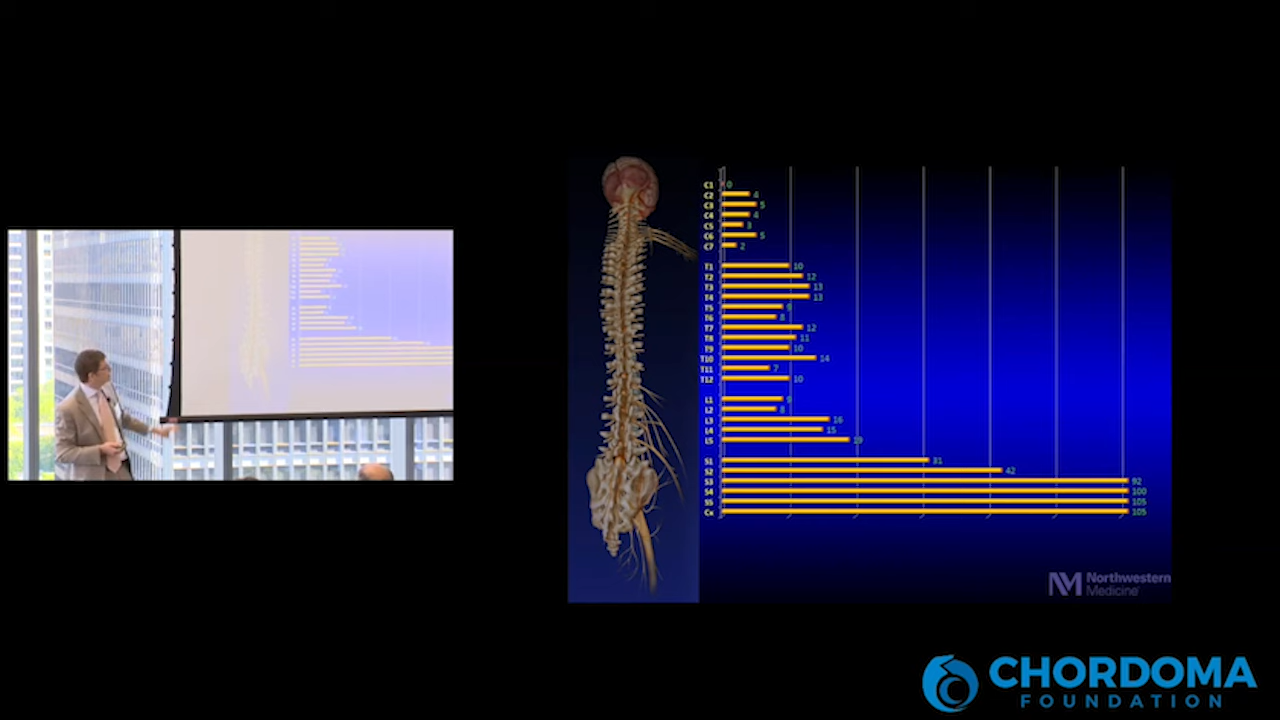 C1 0
C2 4
C3 5
C4 4
C5 3
C6 5
C7 2
T1 10
T2 12
T3 13
T4 13
T5 9
T6 8
T7 12
T8 11
T9 10
T10 14
T11 7
T12 10
L1 9
L2 8
L3 16
L4 15
L5 19
S1 31
S2 42
S3 92
S4 100
S5 105
Cx 105
Northwestern
Medicine
CHORDOMA
FOUNDATION